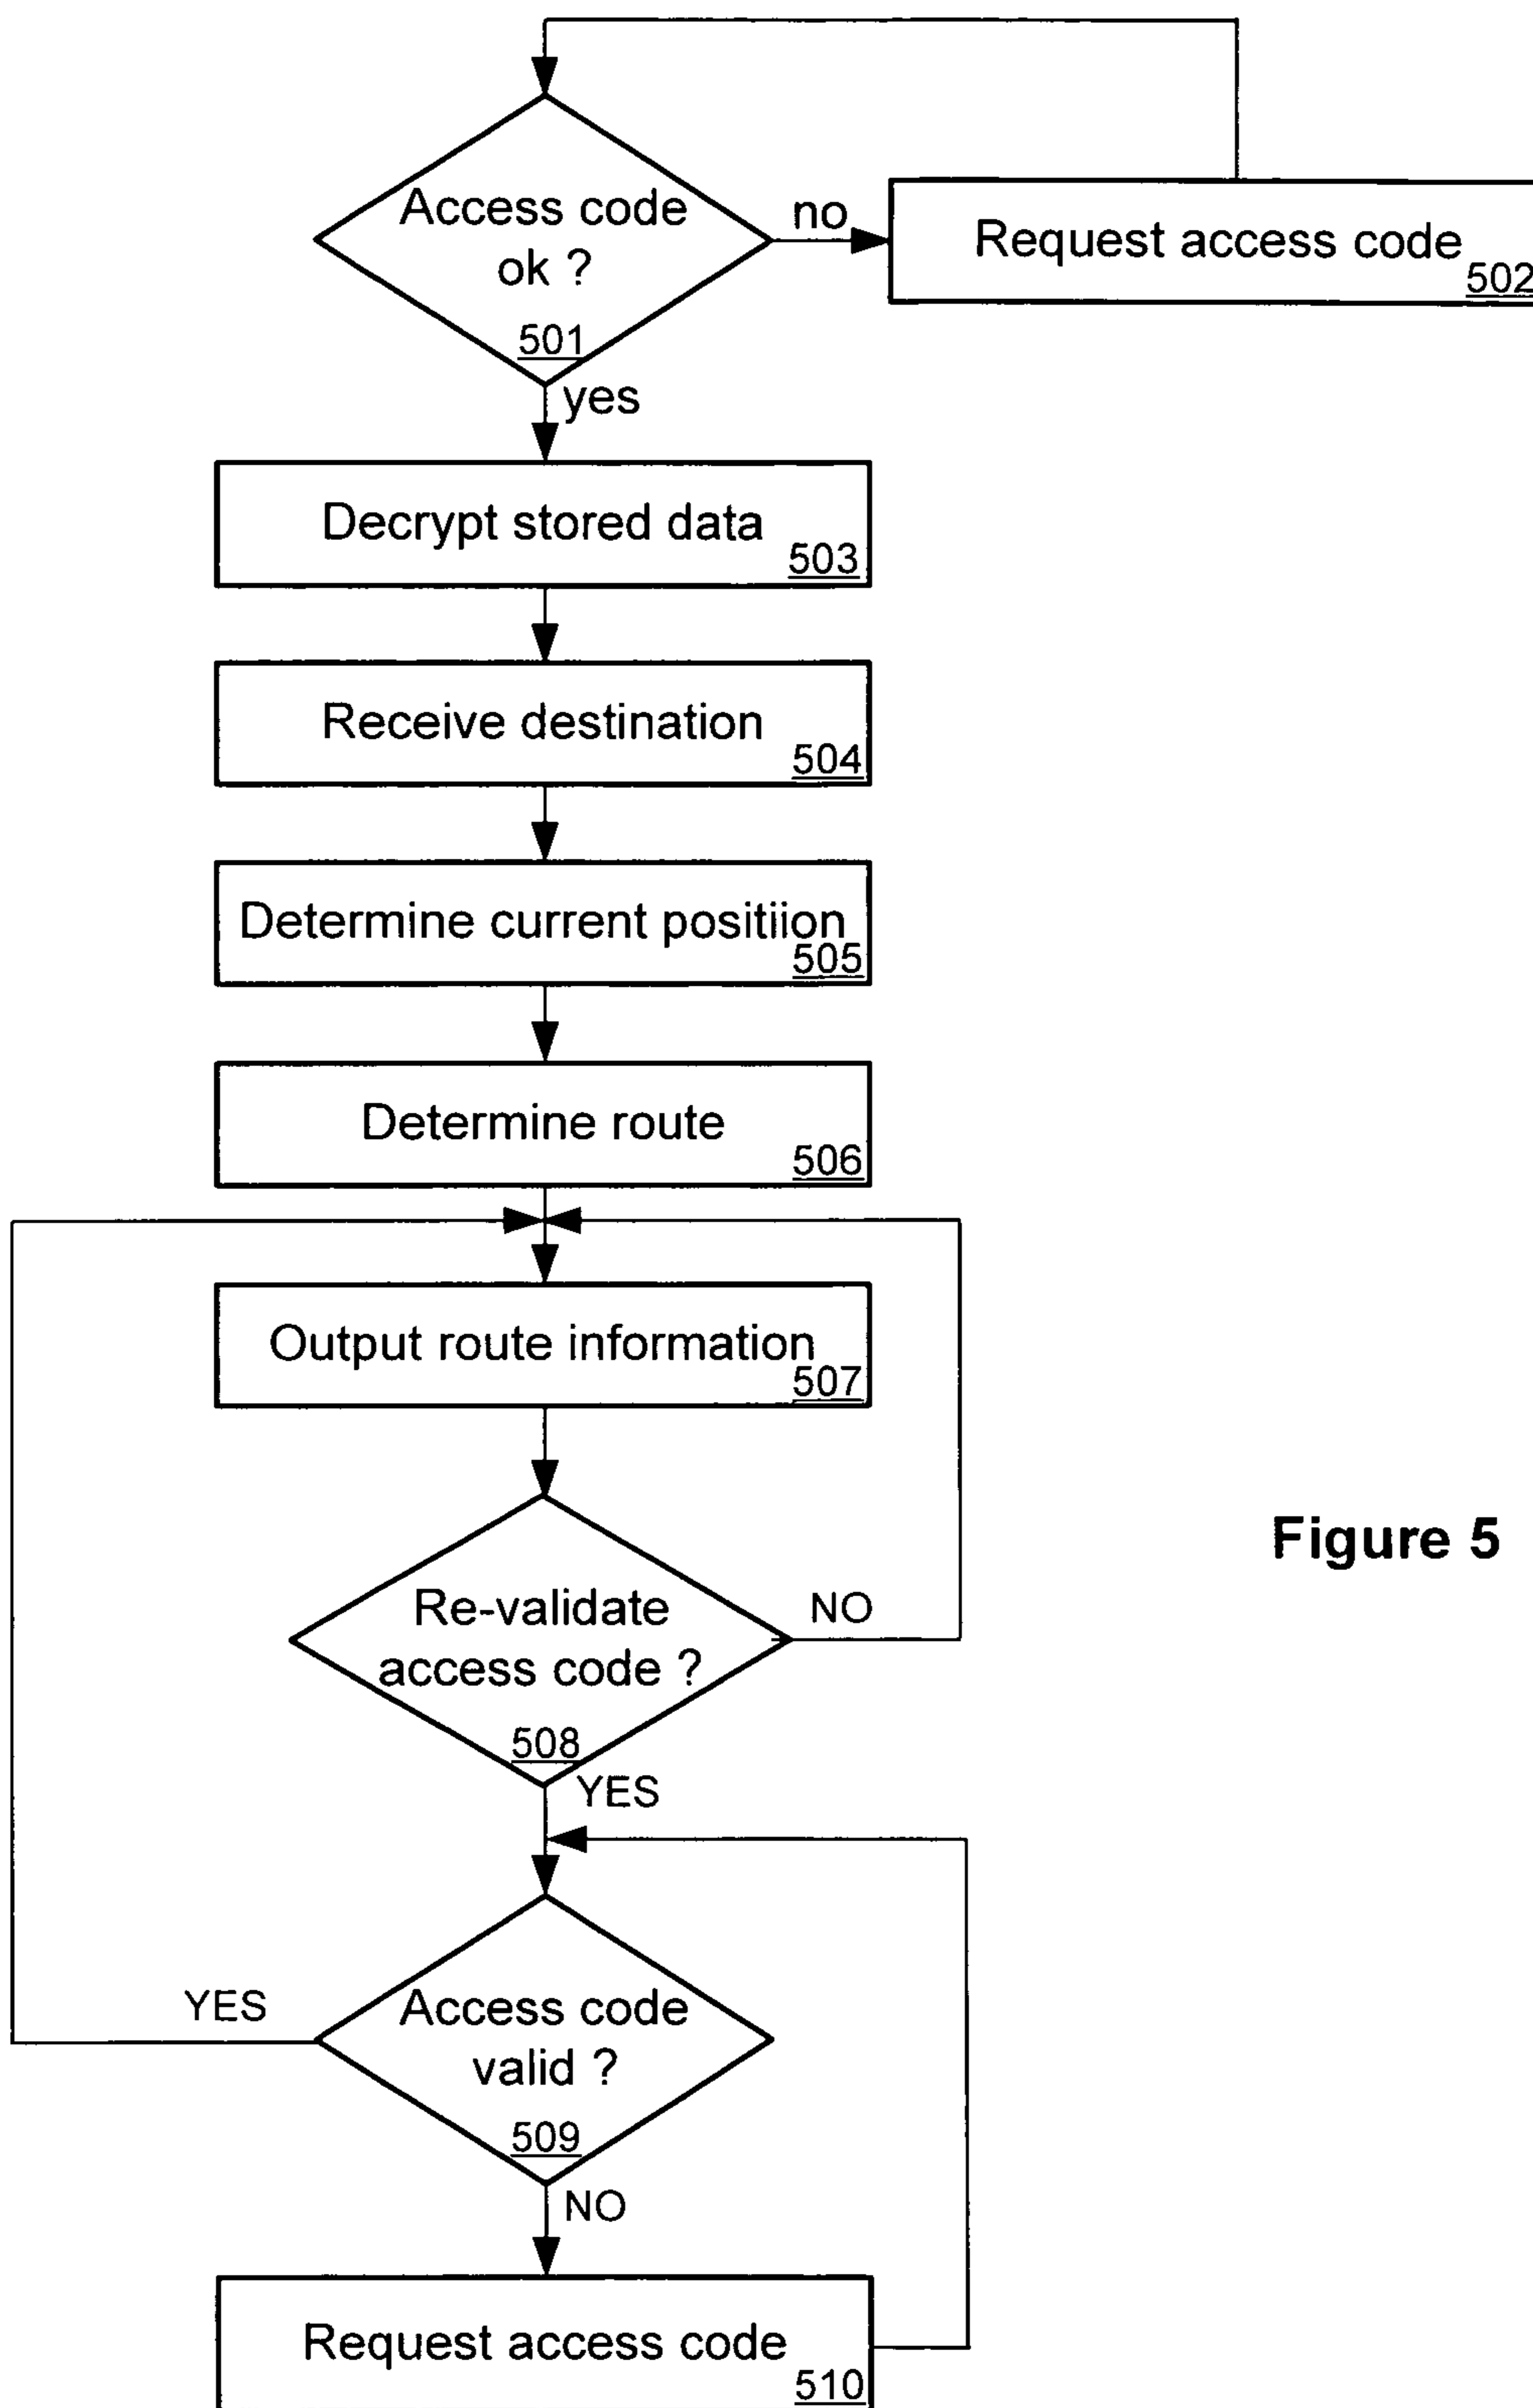 Access code
ok ?
501
no
Request access code
502
yes
Decrypt stored data
503
Receive destination
504
Determine current positiion
505
Determine route
506
Output route information
507
Figure 5
Re-validate
access code ?
508
NO
YES
Access code
valid ?
509
YES
NO
Request access code
510